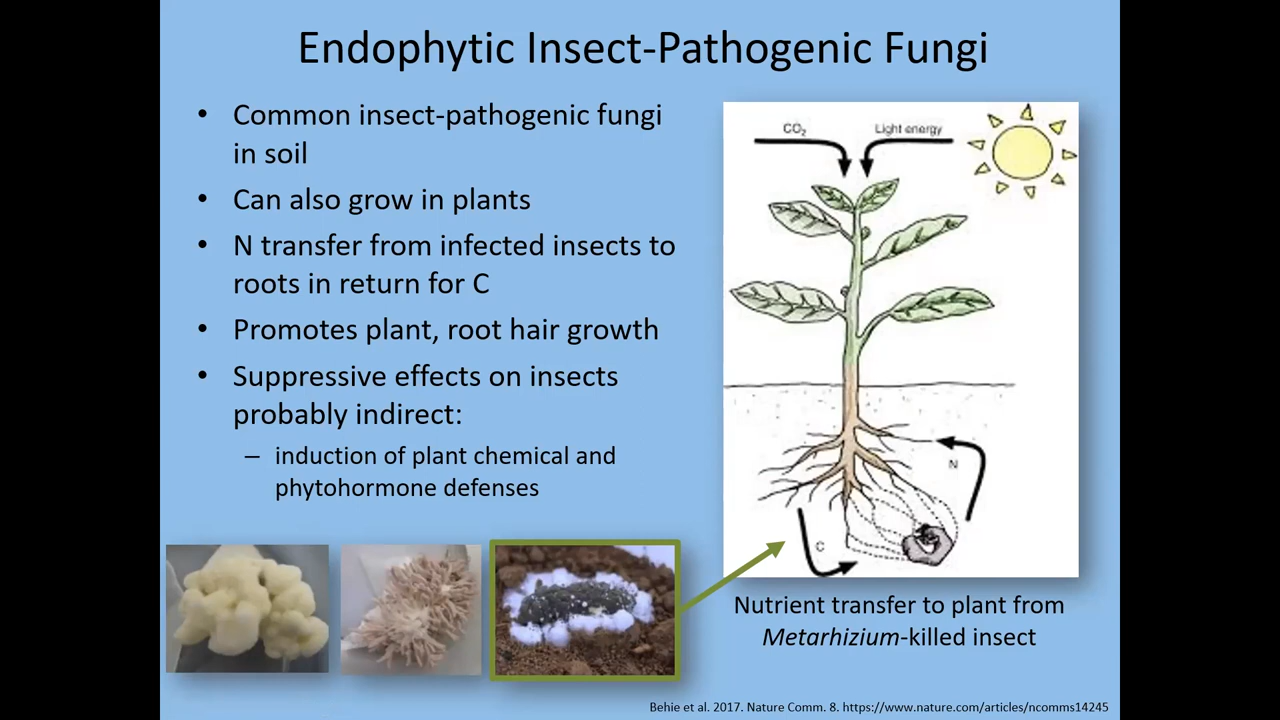 Endophytic Insect-Pathogenic Fungi
• Common insect-pathogenic fungi
in soil
• Can also grow in plants
• N transfer from infected insects to
roots in return for C
• Promotes plant, root hair growth
• Suppressive effects on insects
probably indirect:
– induction of plant chemical and
phytohormone defenses
CO₂
Light energy
N
C
Nutrient transfer to plant from
Metarhizium-killed insect
Behie et al. 2017. Nature Comm. 8. https://www.nature.com/articles/ncomms14245